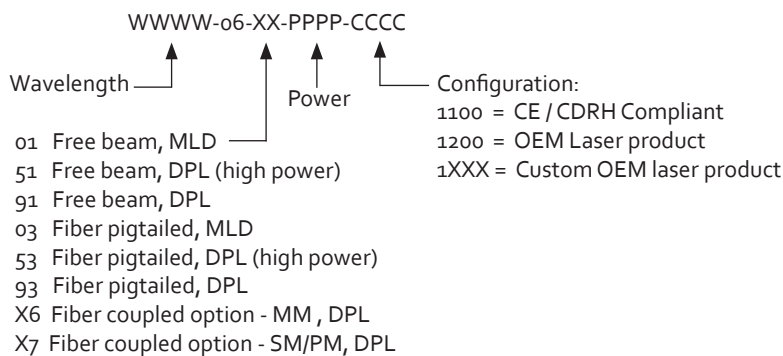 WWWW-06-XX-PPPP-CCCC
Wavelength
Power
Configuration:
1100 = CE / CDRH Compliant
1200 = OEM Laser product
1XXX = Custom OEM laser product
01 Free beam, MLD
51 Free beam, DPL (high power)
91 Free beam, DPL
03 Fiber pigtailed, MLD
53 Fiber pigtailed, DPL (high power)
93 Fiber pigtailed, DPL
X6 Fiber coupled option - MM , DPL
X7 Fiber coupled option - SM/PM, DPL